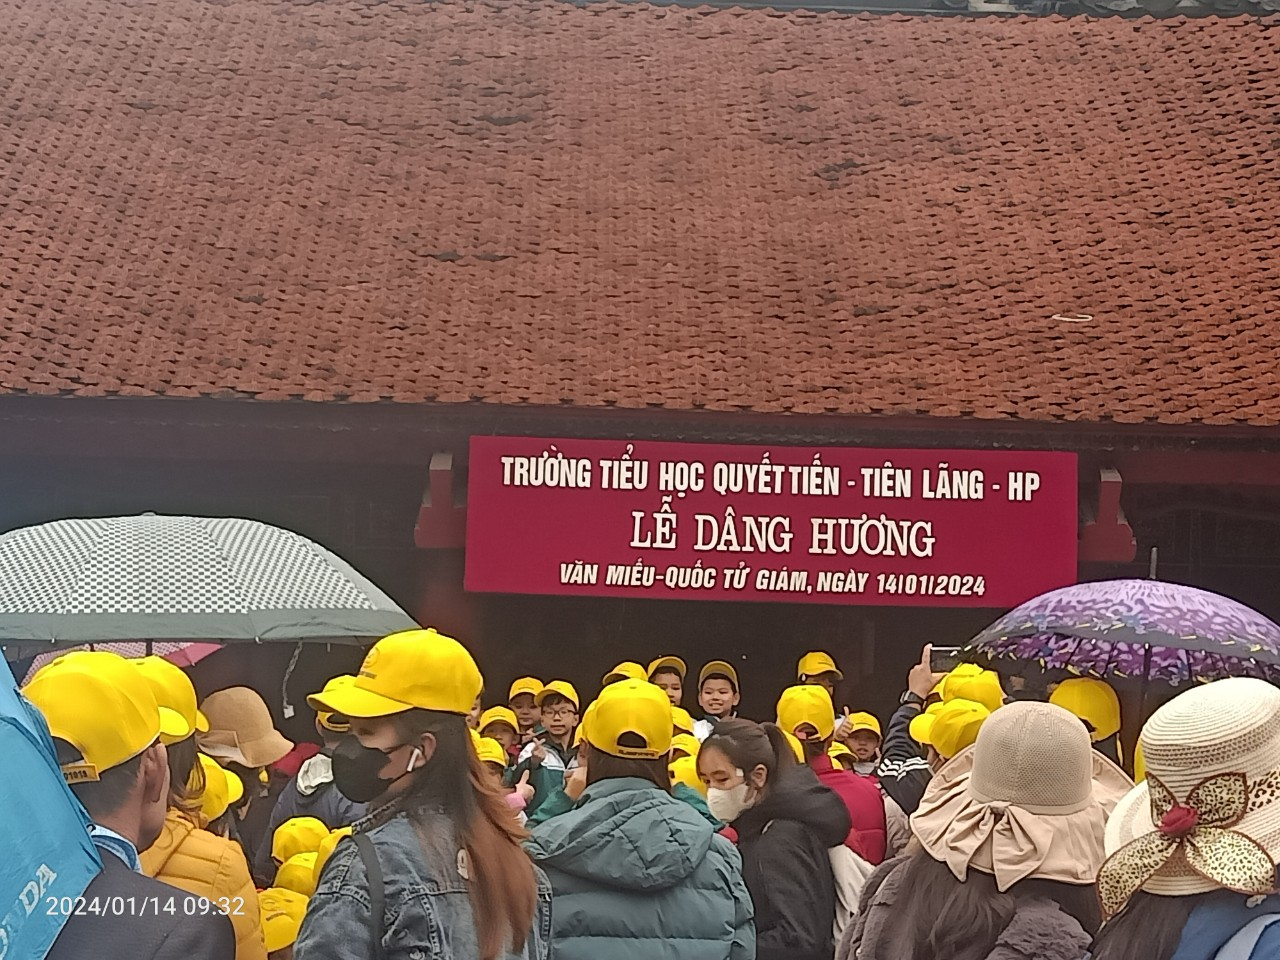 TRƯỜNG TIỂU HỌC QUYẾT TIẾN - TIÊN LÃNG - HP
LỄ DÂNG HƯƠNG
VĂN MIẾU-QUỐC TỬ GIÁM, NGÀY 14|01|2024
2024/01/14 09:32